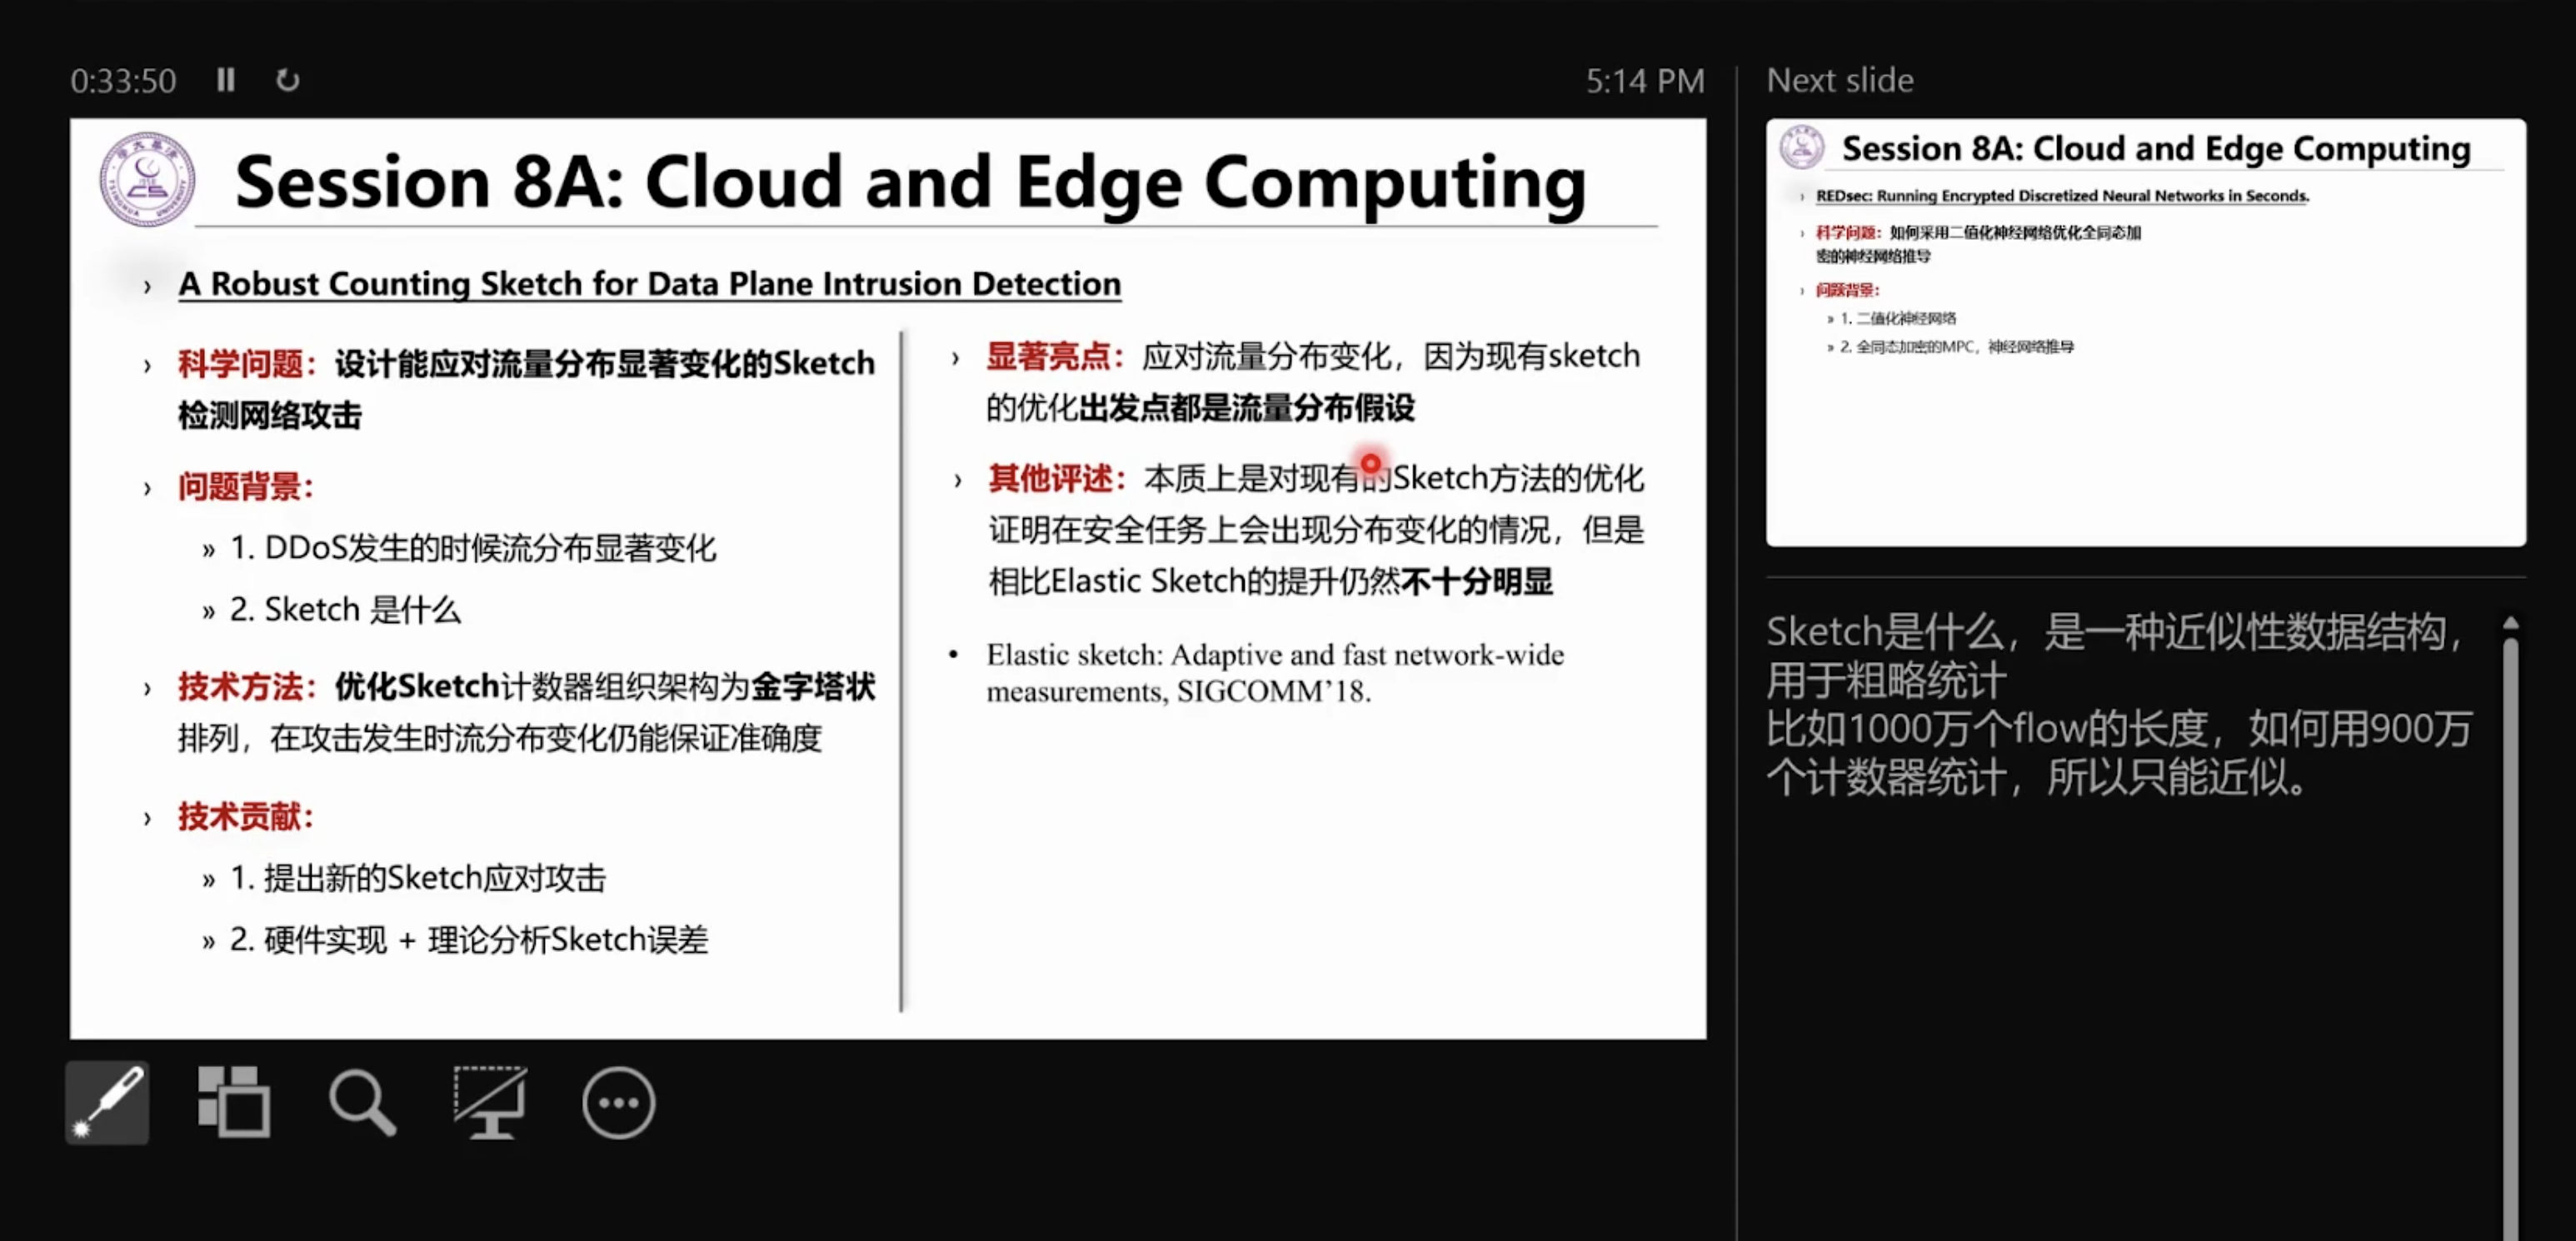 0:33:50
5:14 PM
Next slide
Session 8A: Cloud and Edge Computing
› A Robust Counting Sketch for Data Plane Intrusion Detection
› 科学问题：设计能应对流量分布显著变化的Sketch
检测网络攻击
› 问题背景：
» 1. DDoS发生的时候流分布显著变化
» 2. Sketch 是什么
› 技术方法：优化Sketch计数器组织架构为金字塔状
排列，在攻击发生时流分布变化仍能保证准确度
› 技术贡献：
» 1. 提出新的Sketch应对攻击
» 2. 硬件实现 + 理论分析Sketch误差
› 显著亮点：应对流量分布变化，因为现有sketch
的优化出发点都是流量分布假设
› 其他评述：本质上是对现有的Sketch方法的优化
证明在安全任务上会出现分布变化的情况，但是
相比Elastic Sketch的提升仍然不十分明显
• Elastic sketch: Adaptive and fast network-wide
measurements, SIGCOMM’18.
Session 8A: Cloud and Edge Computing
› REDsec: Running Encrypted Discretized Neural Networks in Seconds.
› 科学问题：如何采用二值化神经网络优化全同态加
密的神经网络推导
› 问题背景：
» 1. 二值化神经网络
» 2. 全同态加密的MPC，神经网络推导
Sketch是什么，是一种近似性数据结构，
用于粗略统计
比如1000万个flow的长度，如何用900万
个计数器统计，所以只能近似。